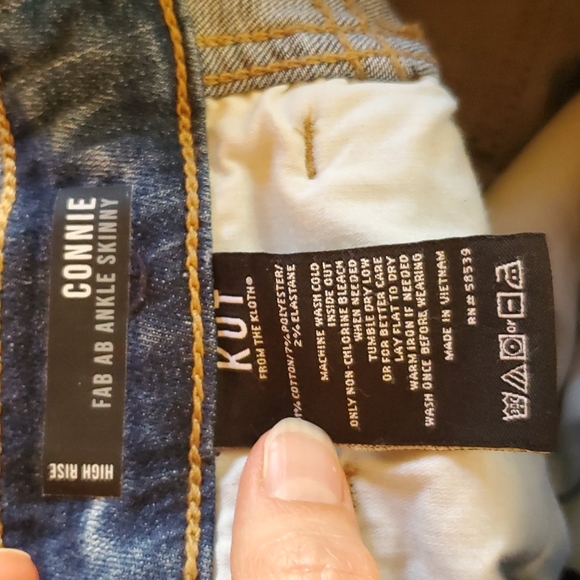 CONNIE
FAB AB ANKLE SKINNY
HIGH RISE
KUT
FROM THE KLOTH®
1% COTTON/7% POLYESTER/
2% ELASTANE
MACHINE WASH COLD
INSIDE OUT
ONLY NON-CHLORINE BLEACH
WHEN NEEDED
TUMBLE DRY LOW
OR FOR BETTER CARE
LAY FLAT TO DRY
WARM IRON IF NEEDED
WASH ONCE BEFORE WEARING
MADE IN VIETNAM
RN# 58539
or